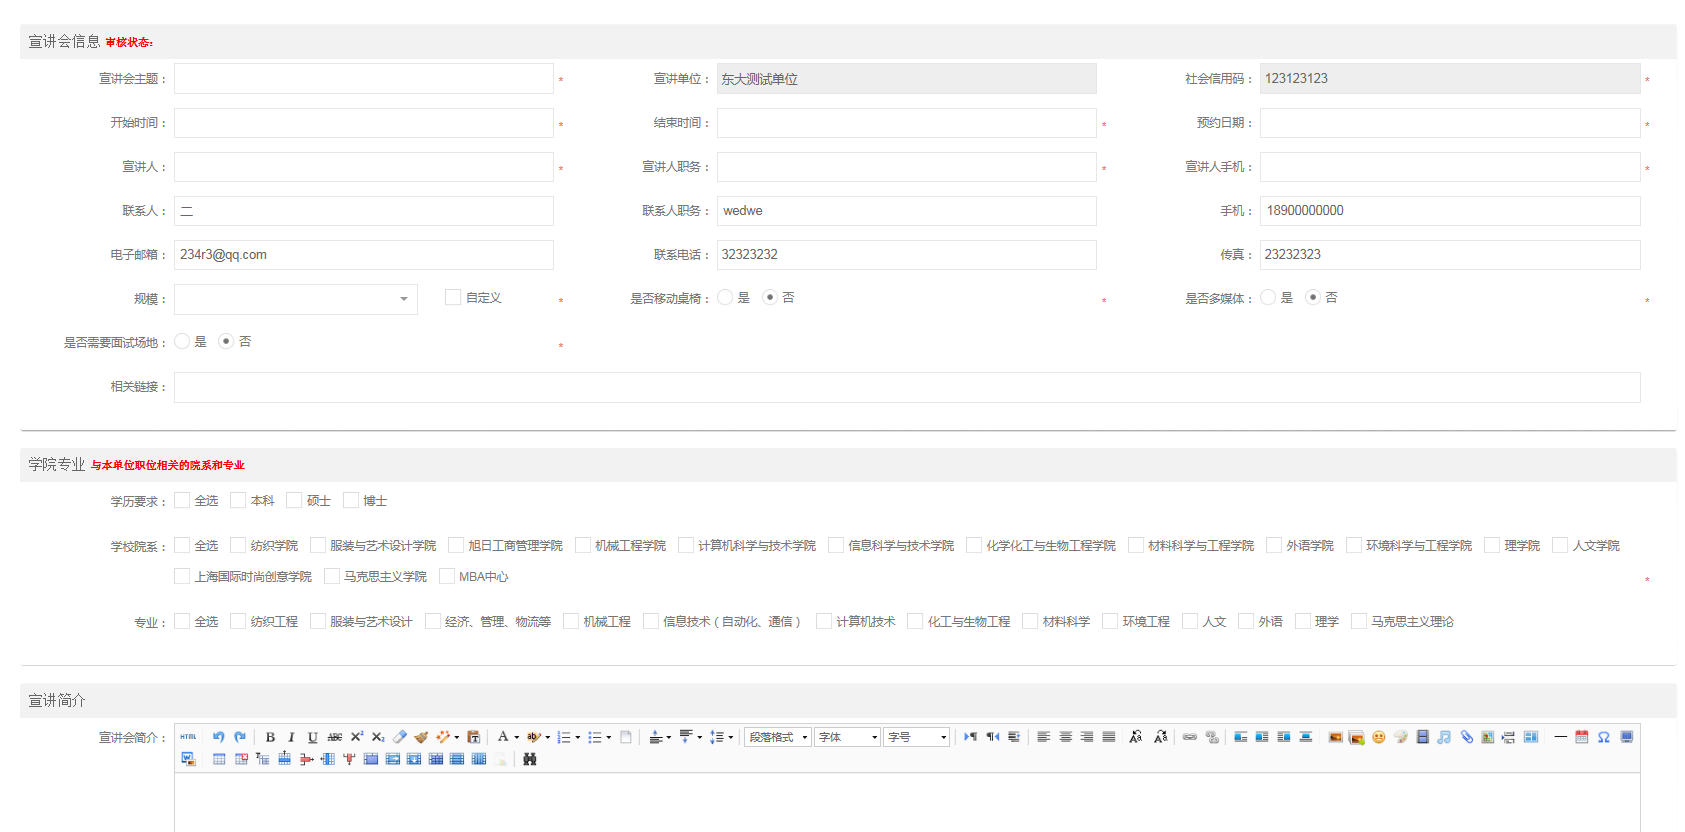 宣讲会信息 审核状态:
宣讲会主题： * 宣讲单位： 东大测试单位 社会信用码： 123123123 *
开始时间： * 结束时间： * 预约日期： *
宣讲人： * 宣讲人职务： * 宣讲人手机： *
联系人： 二 联系人职务： wedwe 手机： 18900000000
电子邮箱： 234r3@qq.com 联系电话： 32323232 传真： 23232323
规模： 自定义 * 是否移动桌椅： 是 否 * 是否多媒体： 是 否 *
是否需要面试场地： 是 否 *
相关链接：
学院专业 与本单位职位相关的院系和专业
学历要求： 全选 本科 硕士 博士
学校院系： 全选 纺织学院 服装与艺术设计学院 旭日工商管理学院 机械工程学院 计算机科学与技术学院 信息科学与技术学院 化学化工与生物工程学院 材料科学与工程学院 外语学院 环境科学与工程学院 理学院 人文学院
上海国际时尚创意学院 马克思主义学院 MBA中心 *
专业： 全选 纺织工程 服装与艺术设计 经济、管理、物流等 机械工程 信息技术（自动化、通信） 计算机技术 化工与生物工程 材料科学 环境工程 人文 外语 理学 马克思主义理论
宣讲简介
宣讲会简介： HTML B I U ABC X² X₂ A ab 段落格式 字体 字号